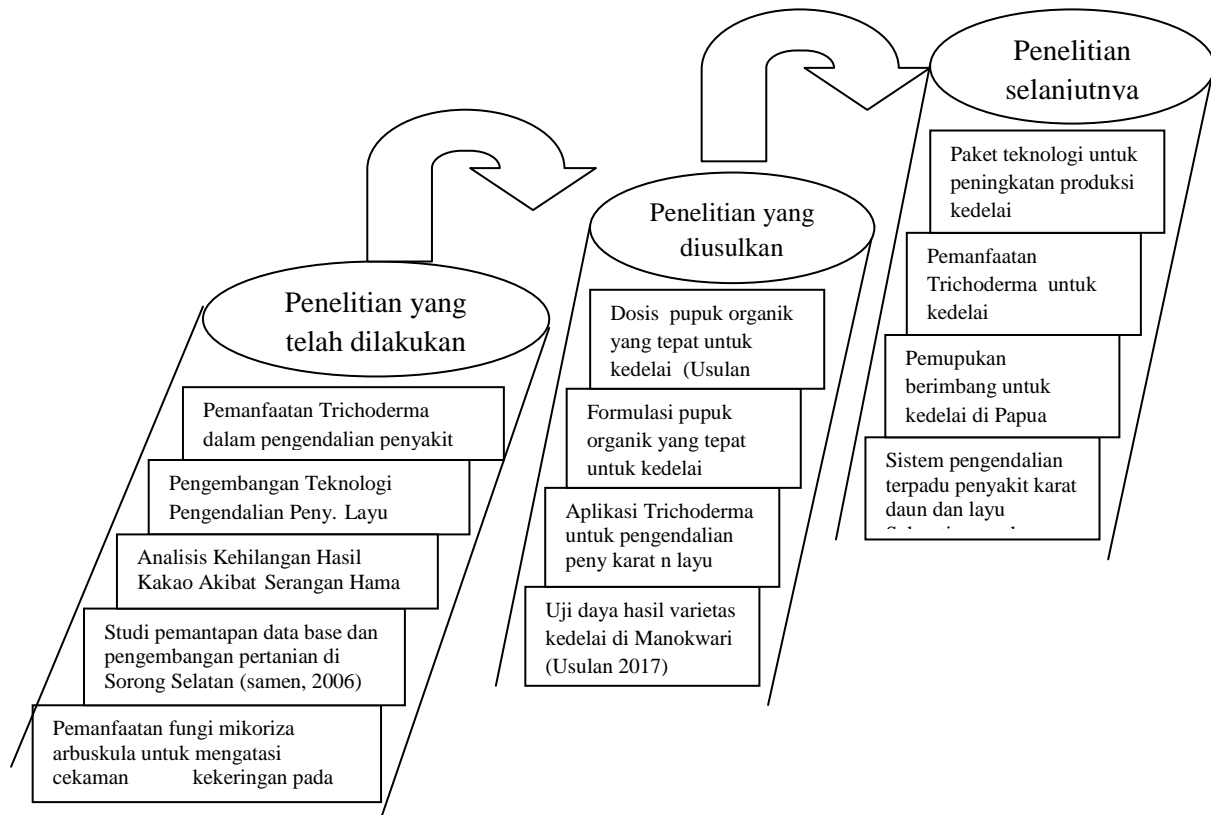 Penelitian yang
telah dilakukan
Pemanfaatan Trichoderma
dalam pengendalian penyakit
Pengembangan Teknologi
Pengendalian Peny. Layu
Analisis Kehilangan Hasil
Kakao Akibat Serangan Hama
Studi pemantapan data base dan
pengembangan pertanian di
Sorong Selatan (samen, 2006)
Pemanfaatan fungi mikoriza
arbuskula untuk mengatasi
cekaman kekeringan pada
Penelitian yang
diusulkan
Dosis pupuk organik
yang tepat untuk
kedelai (Usulan
Formulasi pupuk
organik yang tepat
untuk kedelai
Aplikasi Trichoderma
untuk pengendalian
peny karat n layu
Uji daya hasil varietas
kedelai di Manokwari
(Usulan 2017)
Penelitian
selanjutnya
Paket teknologi untuk
peningkatan produksi
kedelai
Pemanfaatan
Trichoderma untuk
kedelai
Pemupukan
berimbang untuk
kedelai di Papua
Sistem pengendalian
terpadu penyakit karat
daun dan layu